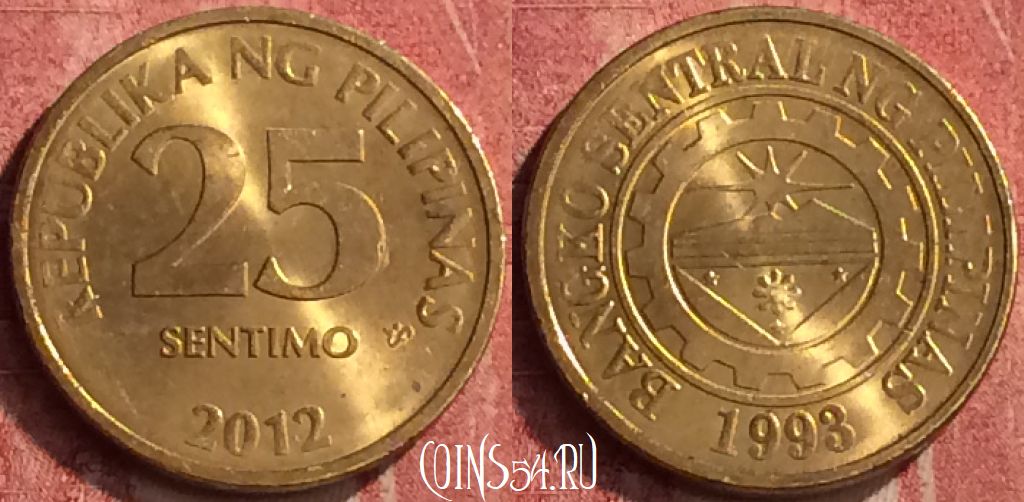 REPUBLIKA NG PILIPINAS
25
SENTIMO
2012
BANGKO SENTRAL NG PILIPINAS
1993
COINS54.RU